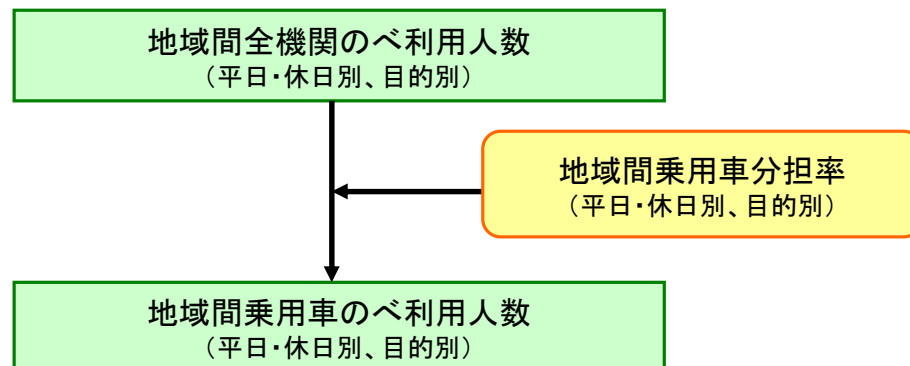 地域間全機関のべ利用人数
（平日・休日別、目的別）
地域間乗用車分担率
（平日・休日別、目的別）
地域間乗用車のべ利用人数
（平日・休日別、目的別）